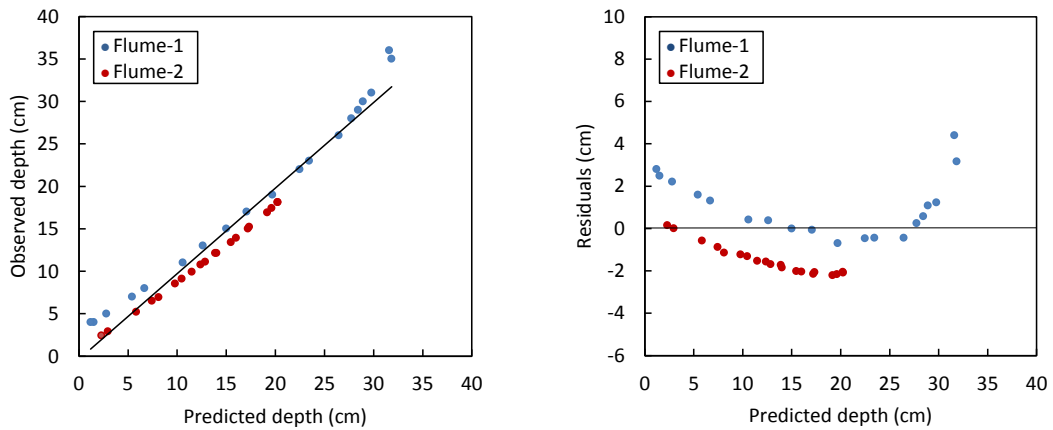 40
35
30
25
20
15
10
5
0
Observed depth (cm)
Flume-1
Flume-2
0 5 10 15 20 25 30 35 40
Predicted depth (cm)
10
8
6
4
2
0
-2
-4
-6
Residuals (cm)
Flume-1
Flume-2
0 5 10 15 20 25 30 35 40
Predicted depth (cm)